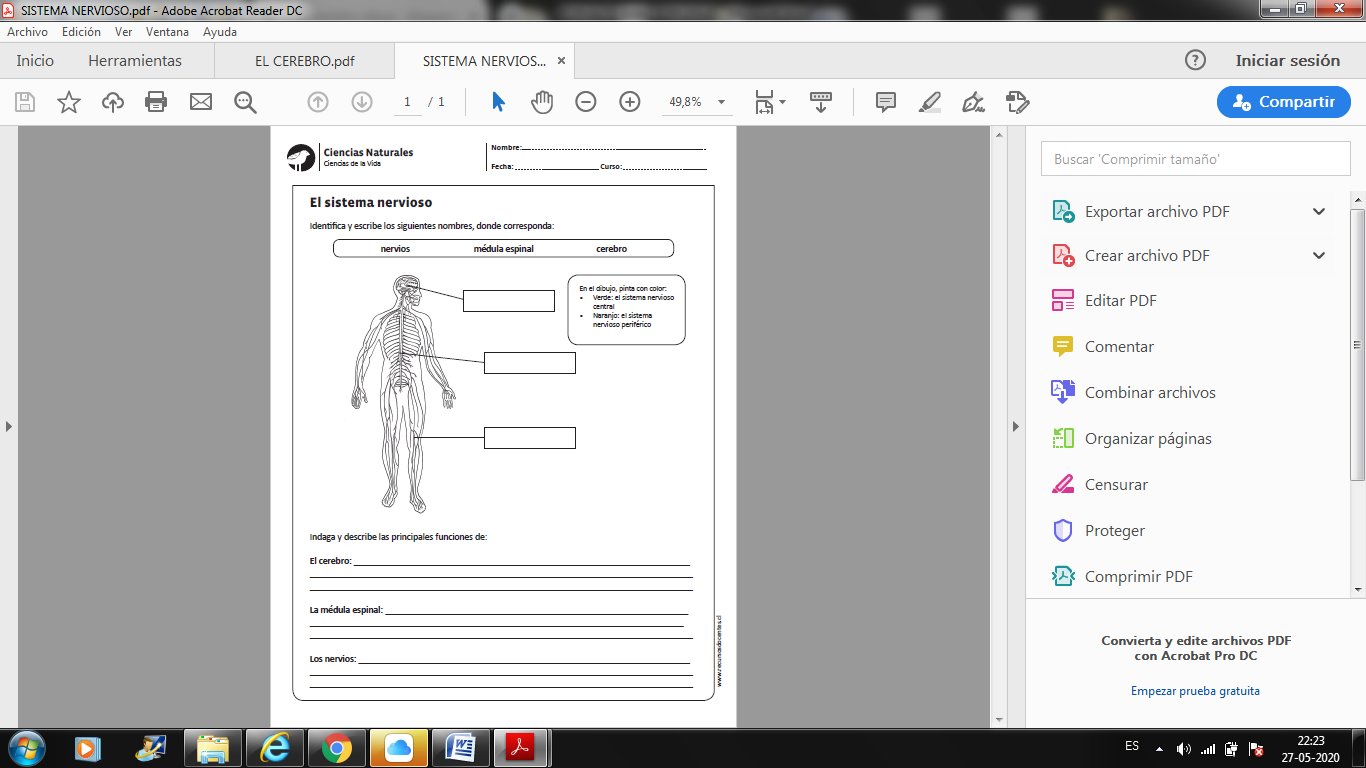 SISTEMA NERVIOSO.pdf - Adobe Acrobat Reader DC
Archivo Edición Ver Ventana Ayuda
Inicio Herramientas EL CEREBRO.pdf SISTEMA NERVIOS... × Iniciar sesión
1 / 1 49,8% Compartir
Ciencias Naturales
Ciencias de la Vida
Nombre:
Fecha: Curso:
El sistema nervioso
Identifica y escribe los siguientes nombres, donde corresponda:
nervios médula espinal cerebro
En el dibujo, pinta con color:
• Verde: el sistema nervioso
central
• Naranjo: el sistema
nervioso periférico
Indaga y describe las principales funciones de:
El cerebro:
La médula espinal:
Los nervios:
www.recursosdocentes.cl
Buscar 'Comprimir tamaño'
Exportar archivo PDF
Crear archivo PDF
Editar PDF
Comentar
Combinar archivos
Organizar páginas
Censurar
Proteger
Comprimir PDF
Convierta y edite archivos PDF
con Acrobat Pro DC
Empezar prueba gratuita
ES
22:23
27-05-2020